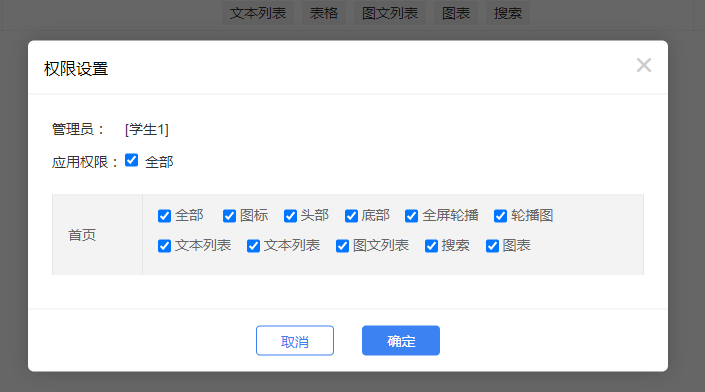 文本列表 表格 图文列表 图表 搜索
权限设置
管理员： [学生1]
应用权限： 全部
首页
全部 图标 头部 底部 全屏轮播 轮播图
文本列表 文本列表 图文列表 搜索 图表
取消 确定